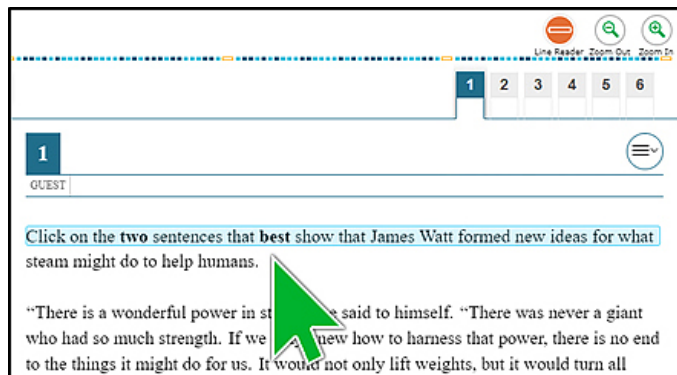 Line Reader Zoom Out Zoom In
1 2 3 4 5 6
1
GUEST
Click on the two sentences that best show that James Watt formed new ideas for what
steam might do to help humans.
“There is a wonderful power in st said to himself. “There was never a giant
who had so much strength. If we new how to harness that power, there is no end
to the things it might do for us. It would not only lift weights, but it would turn all